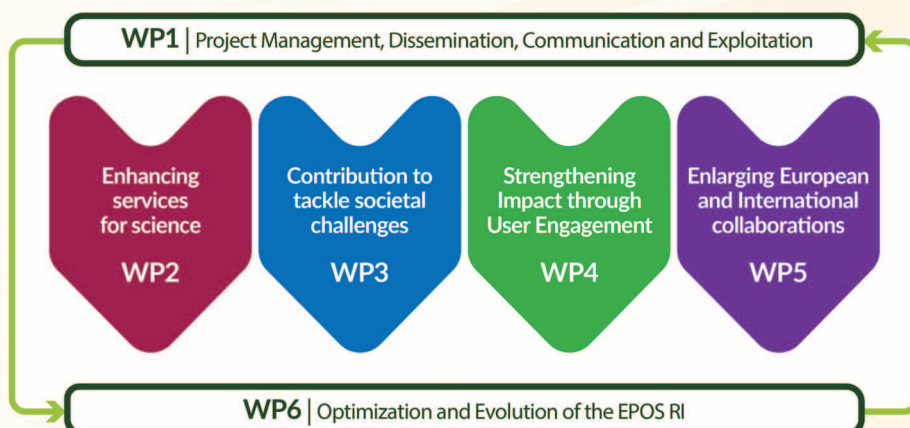 WP1 | Project Management, Dissemination, Communication and Exploitation
Enhancing
services
for science
WP2
Contribution to
tackle societal
challenges
WP3
Strengthening
Impact through
User Engagement
WP4
Enlarging European
and International
collaborations
WP5
WP6 | Optimization and Evolution of the EPOS RI